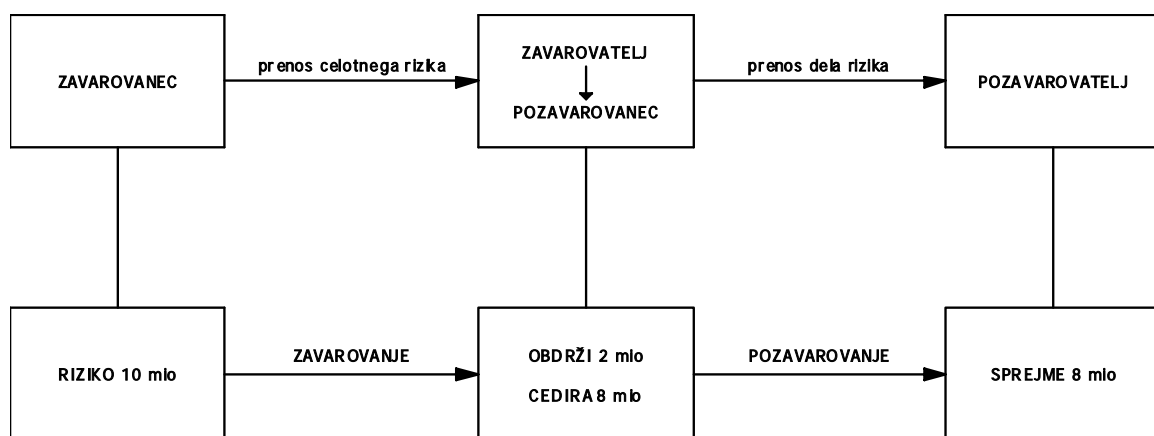 ZAVAROVANEC
prenos celotnega rizika
ZAVAROVATELJ
POZAVAROVANEC
prenos dela rizika
POZAVAROVATELJ
RIZIKO 10 mio
ZAVAROVANJE
OBDRŽI 2 mio
CEDIRA 8 mio
POZAVAROVANJE
SPREJME 8 mio